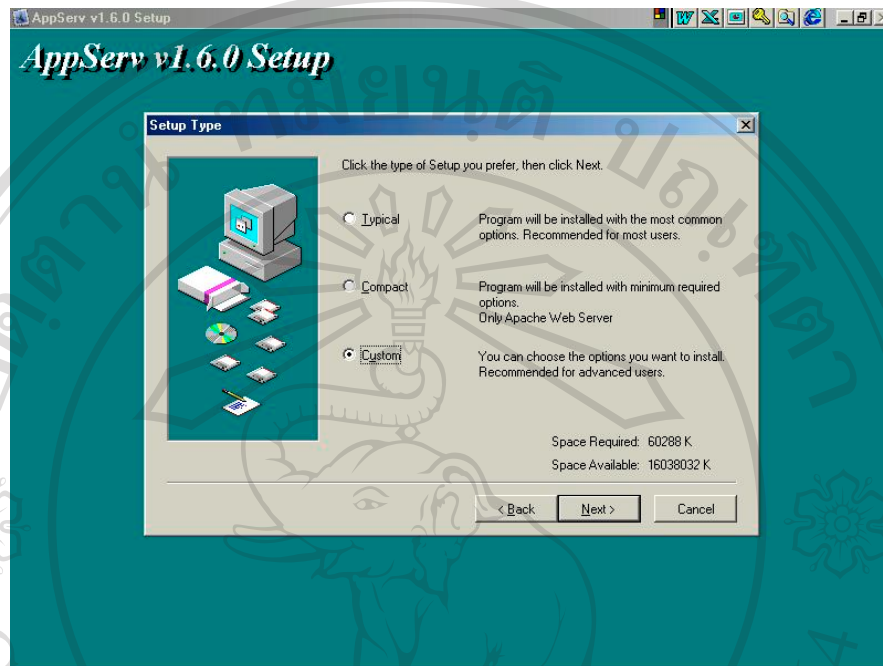 AppServ v1.6.0 Setup
AppServ v1.6.0 Setup
Setup Type
Click the type of Setup you prefer, then click Next.
Typical
Program will be installed with the most common
options. Recommended for most users.
Compact
Program will be installed with minimum required
options.
Only Apache Web Server
Custom
You can choose the options you want to install.
Recommended for advanced users.
Space Required: 60288 K
Space Available: 16038032 K
< Back
Next >
Cancel